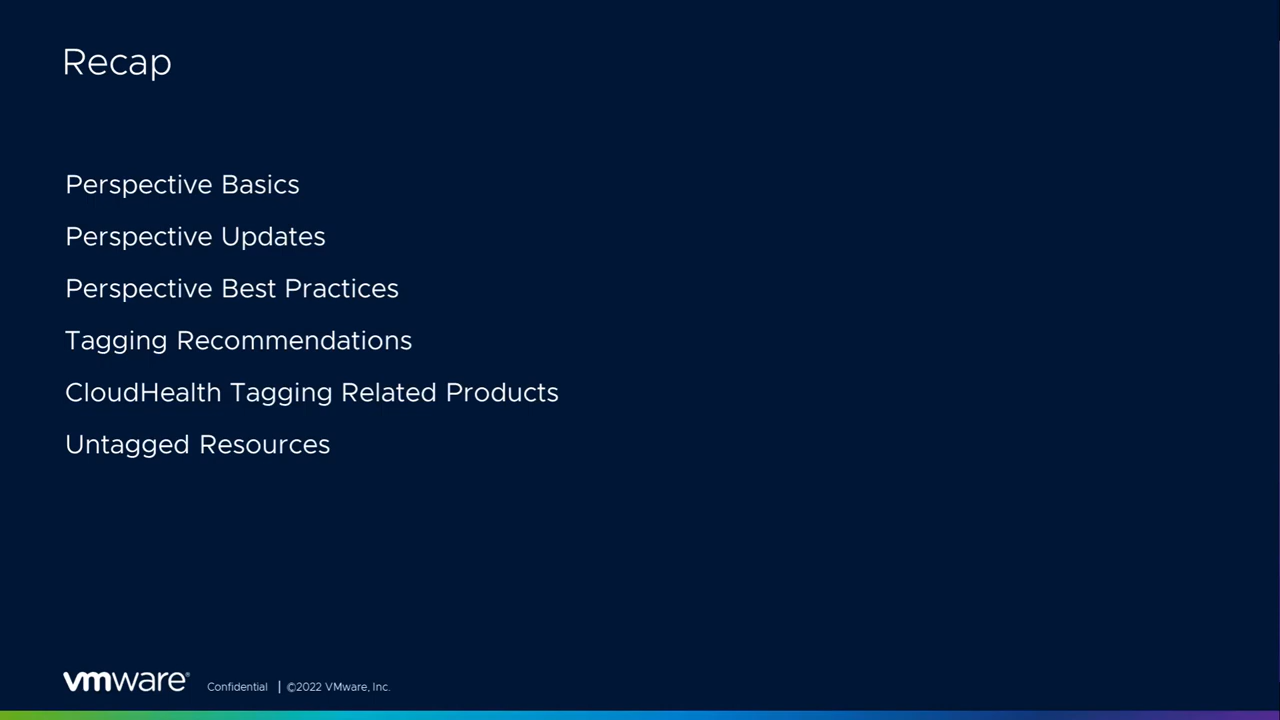 Recap
Perspective Basics
Perspective Updates
Perspective Best Practices
Tagging Recommendations
CloudHealth Tagging Related Products
Untagged Resources
vmware® Confidential | ©2022 VMware, Inc.